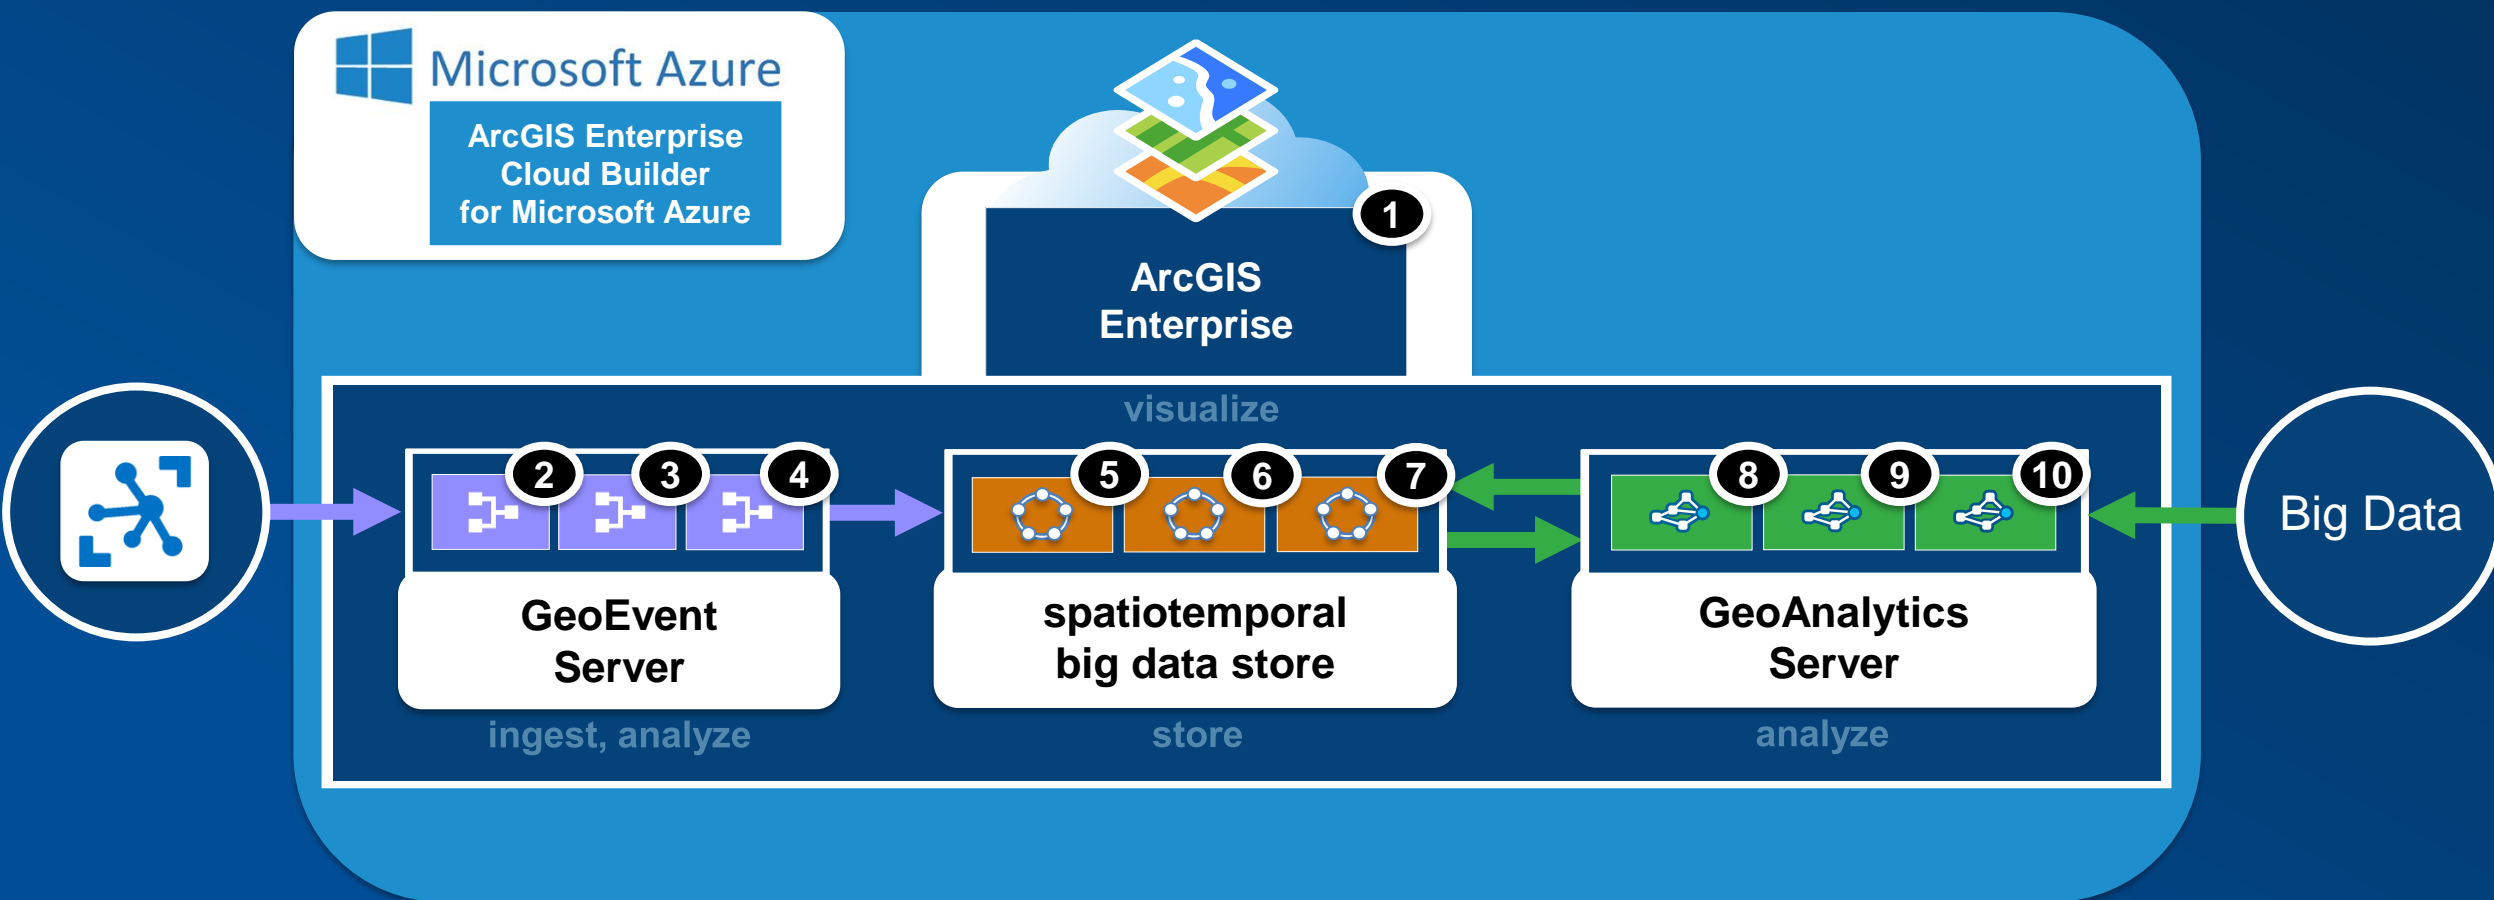 Microsoft Azure
ArcGIS Enterprise
Cloud Builder
for Microsoft Azure
1
ArcGIS
Enterprise
visualize
2
3
4
5
6
7
8
9
10
Big Data
GeoEvent
Server
spatiotemporal
big data store
GeoAnalytics
Server
ingest, analyze
store
analyze